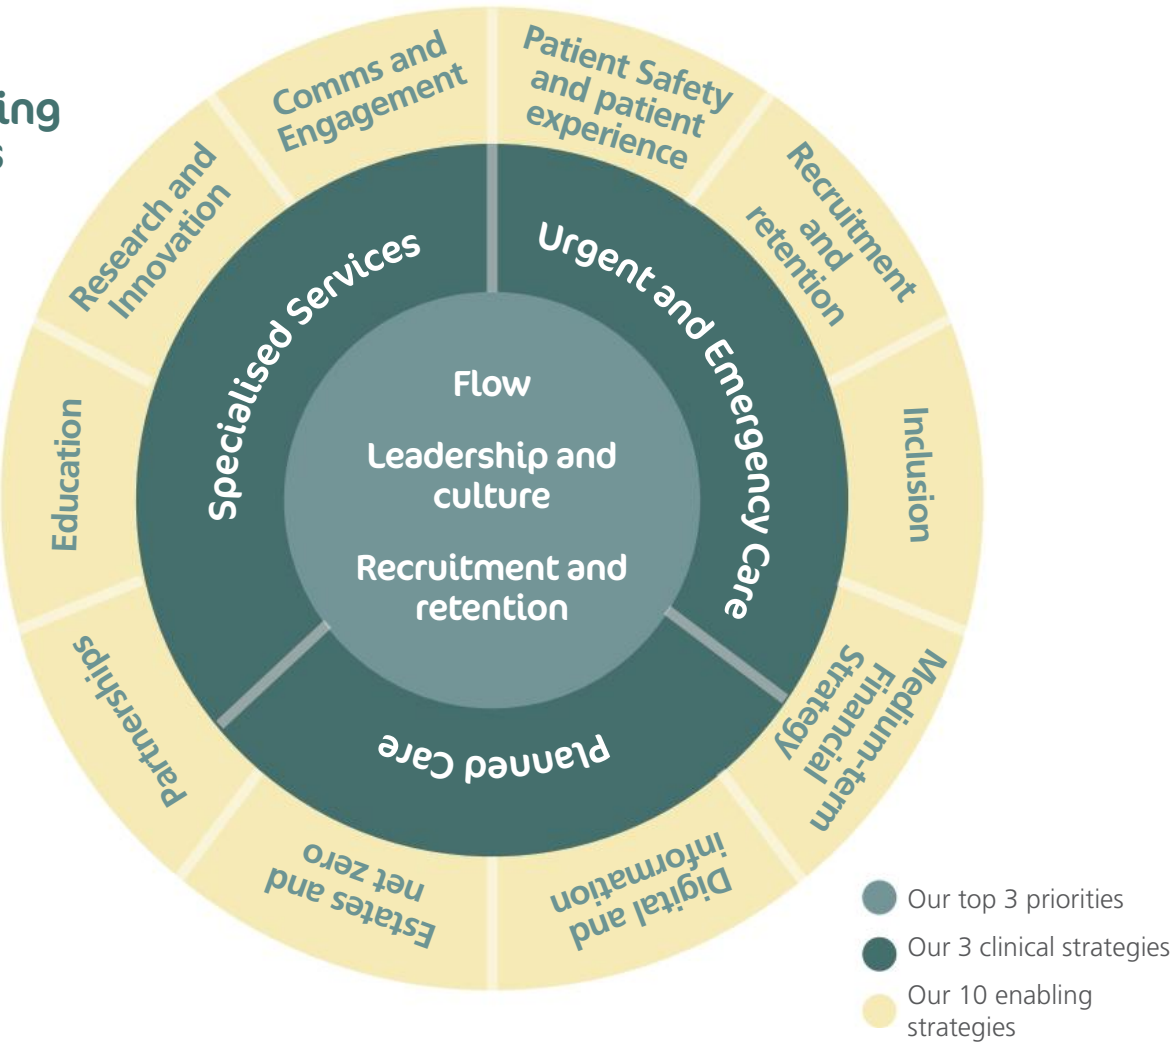 ing
s
Comms and
Engagement
Patient Safety
and patient
experience
Recruitment
and
retention
Inclusion
Medium-term
Financial
Strategy
Digital and
information
Estates and
net zero
Partnerships
Education
Research and
Innovation
Specialised Services
Urgent and Emergency Care
Planned Care
Flow
Leadership and
culture
Recruitment and
retention
Our top 3 priorities
Our 3 clinical strategies
Our 10 enabling
strategies